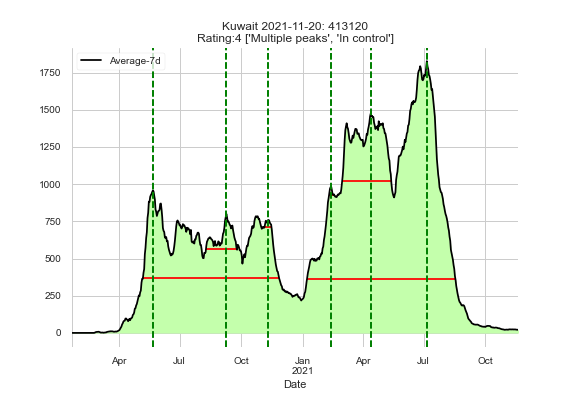 Kuwait 2021-11-20: 413120
Rating:4 ['Multiple peaks', 'In control']
Average-7d
1750
1500
1250
1000
750
500
250
0
Apr Jul Oct Jan Apr Jul Oct
2021
Date